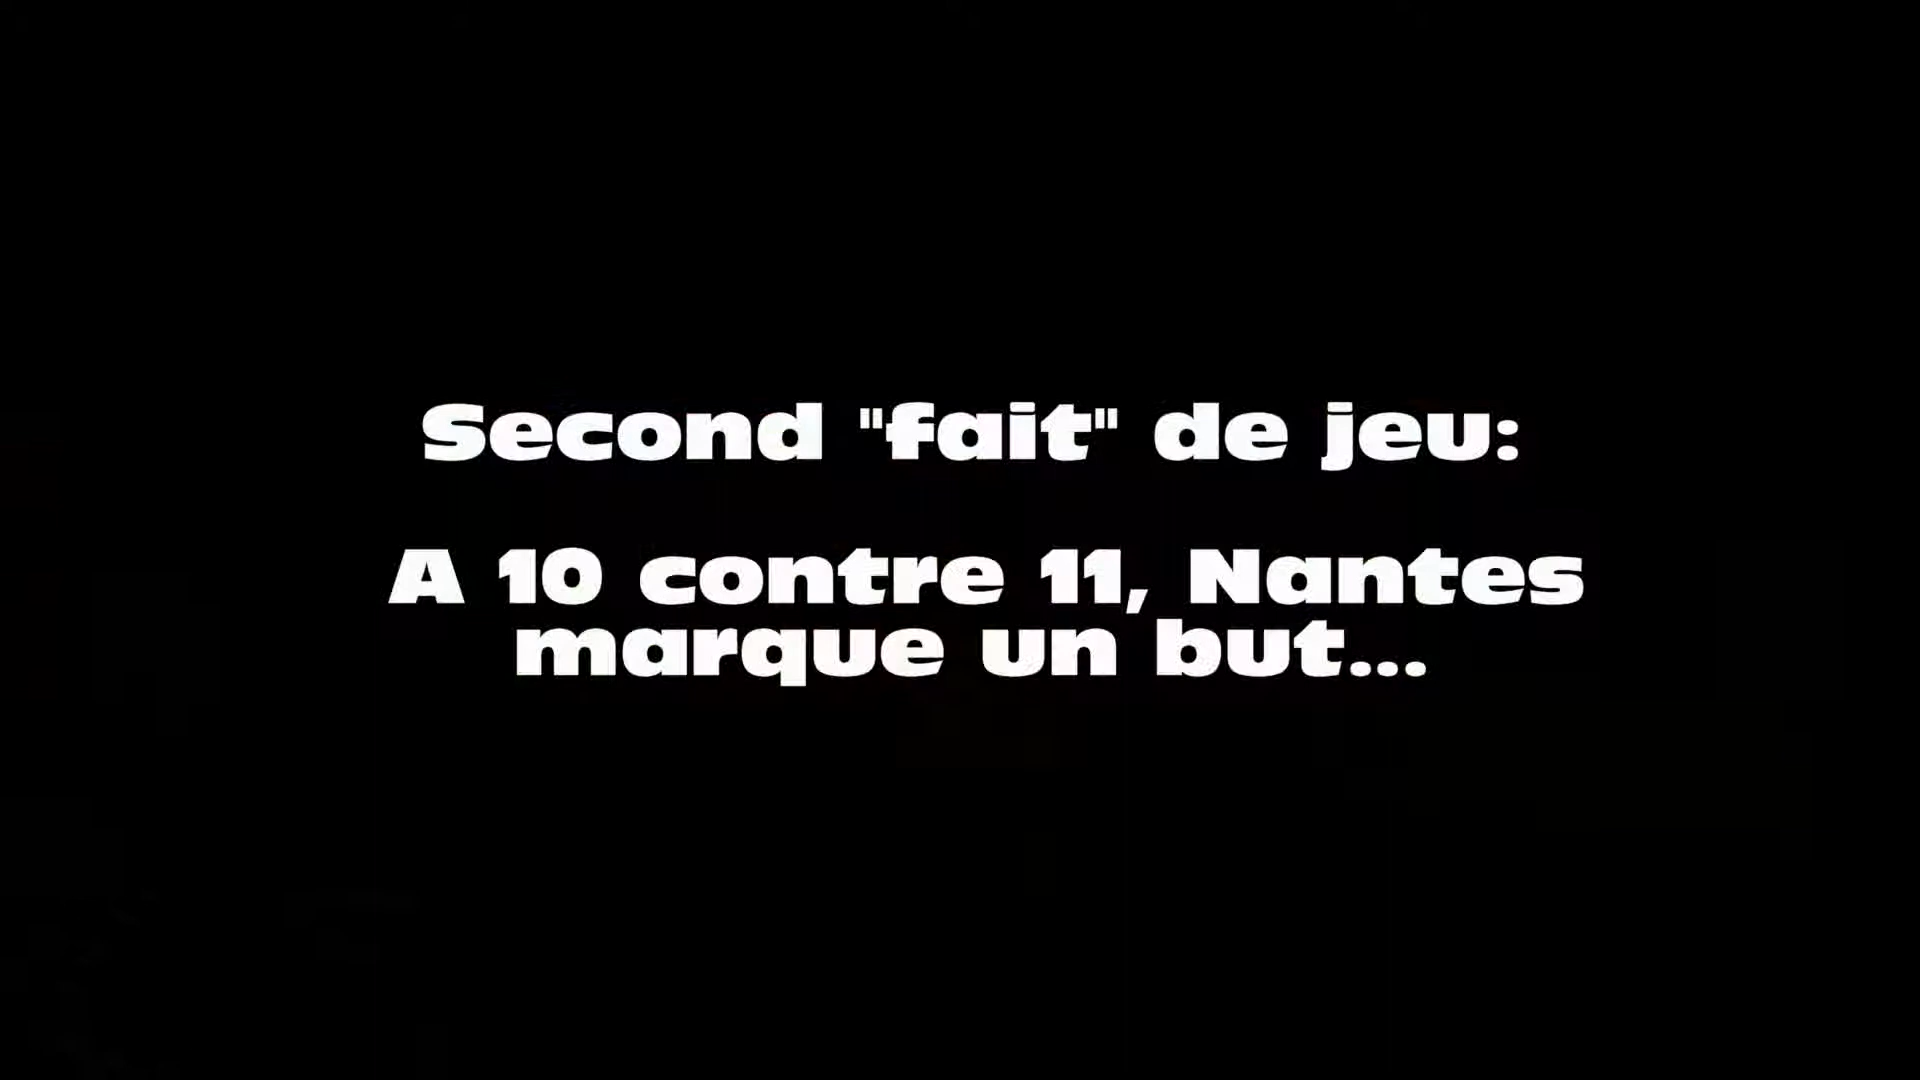 Second "fait" de jeu:
A 10 contre 11, Nantes
marque un but...